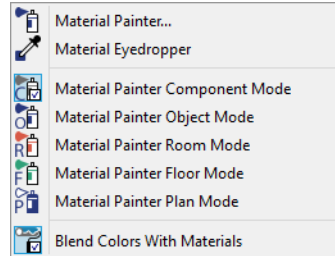 Material Painter...
Material Eyedropper
C Material Painter Component Mode
O Material Painter Object Mode
R Material Painter Room Mode
F Material Painter Floor Mode
P Material Painter Plan Mode
Blend Colors With Materials